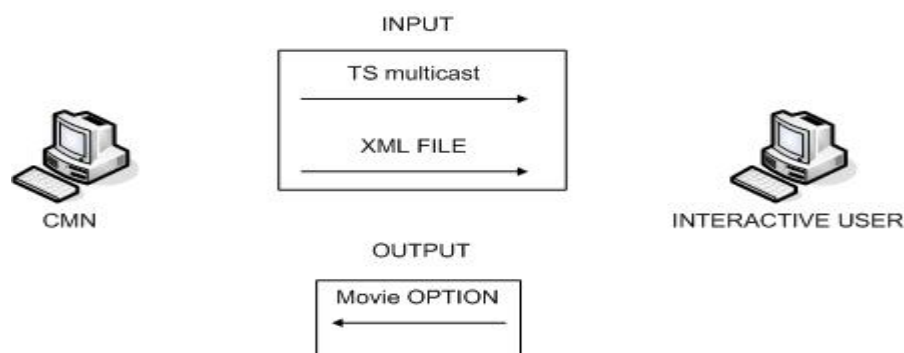 INPUT
TS multicast
XML FILE
CMN
INTERACTIVE USER
OUTPUT
Movie OPTION